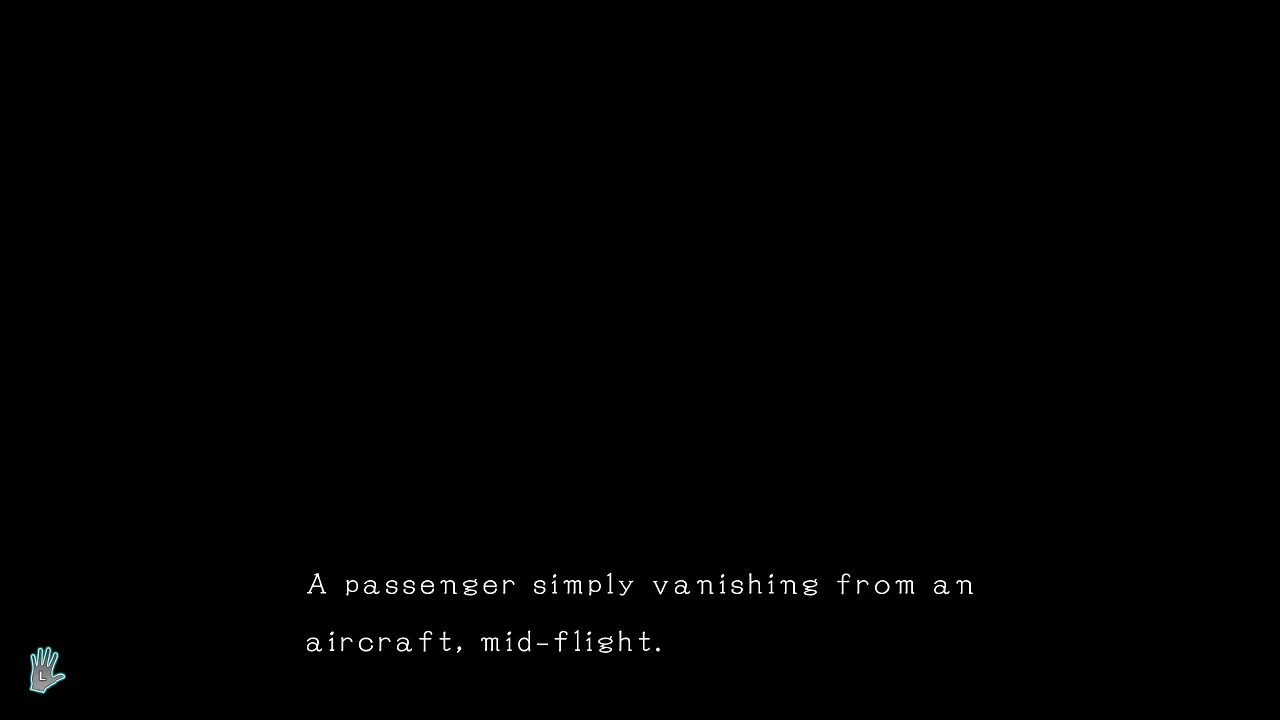 A passenger simply vanishing from an
aircraft, mid-flight.
L